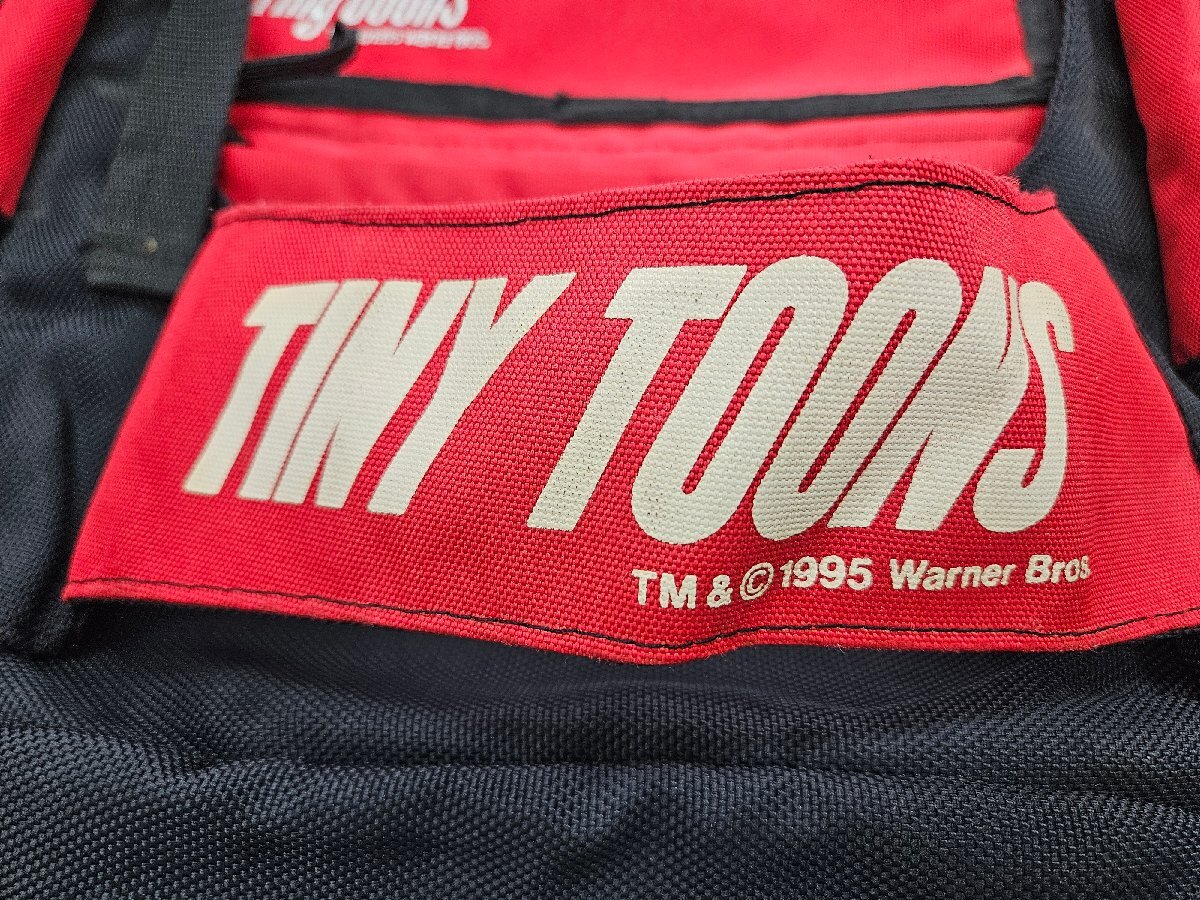 TINY TOONS
TM & © 1995 Warner Bros.